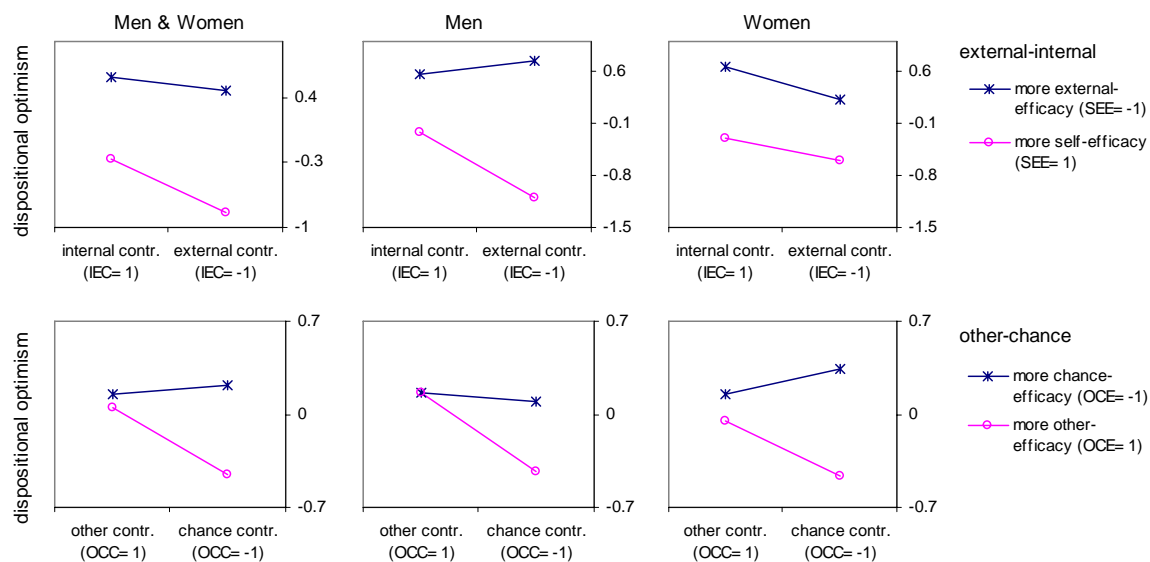 Men & Women
Men
Women
dispositional optimism
0.4
-0.3
-1
internal contr.
(IEC= 1)
external contr.
(IEC= -1)
0.6
-0.1
-0.8
-1.5
internal contr.
(IEC= 1)
external contr.
(IEC= -1)
0.6
-0.1
-0.8
-1.5
internal contr.
(IEC= 1)
external contr.
(IEC= -1)
external-internal
more external-
efficacy (SEE= -1)
more self-efficacy
(SEE= 1)
dispositional optimism
0.7
0
-0.7
other contr.
(OCC= 1)
chance contr.
(OCC= -1)
0.7
0
-0.7
other contr.
(OCC= 1)
chance contr.
(OCC= -1)
0.7
0
-0.7
other contr.
(OCC= 1)
chance contr.
(OCC= -1)
other-chance
more chance-
efficacy (OCE= -1)
more other-
efficacy (OCE= 1)